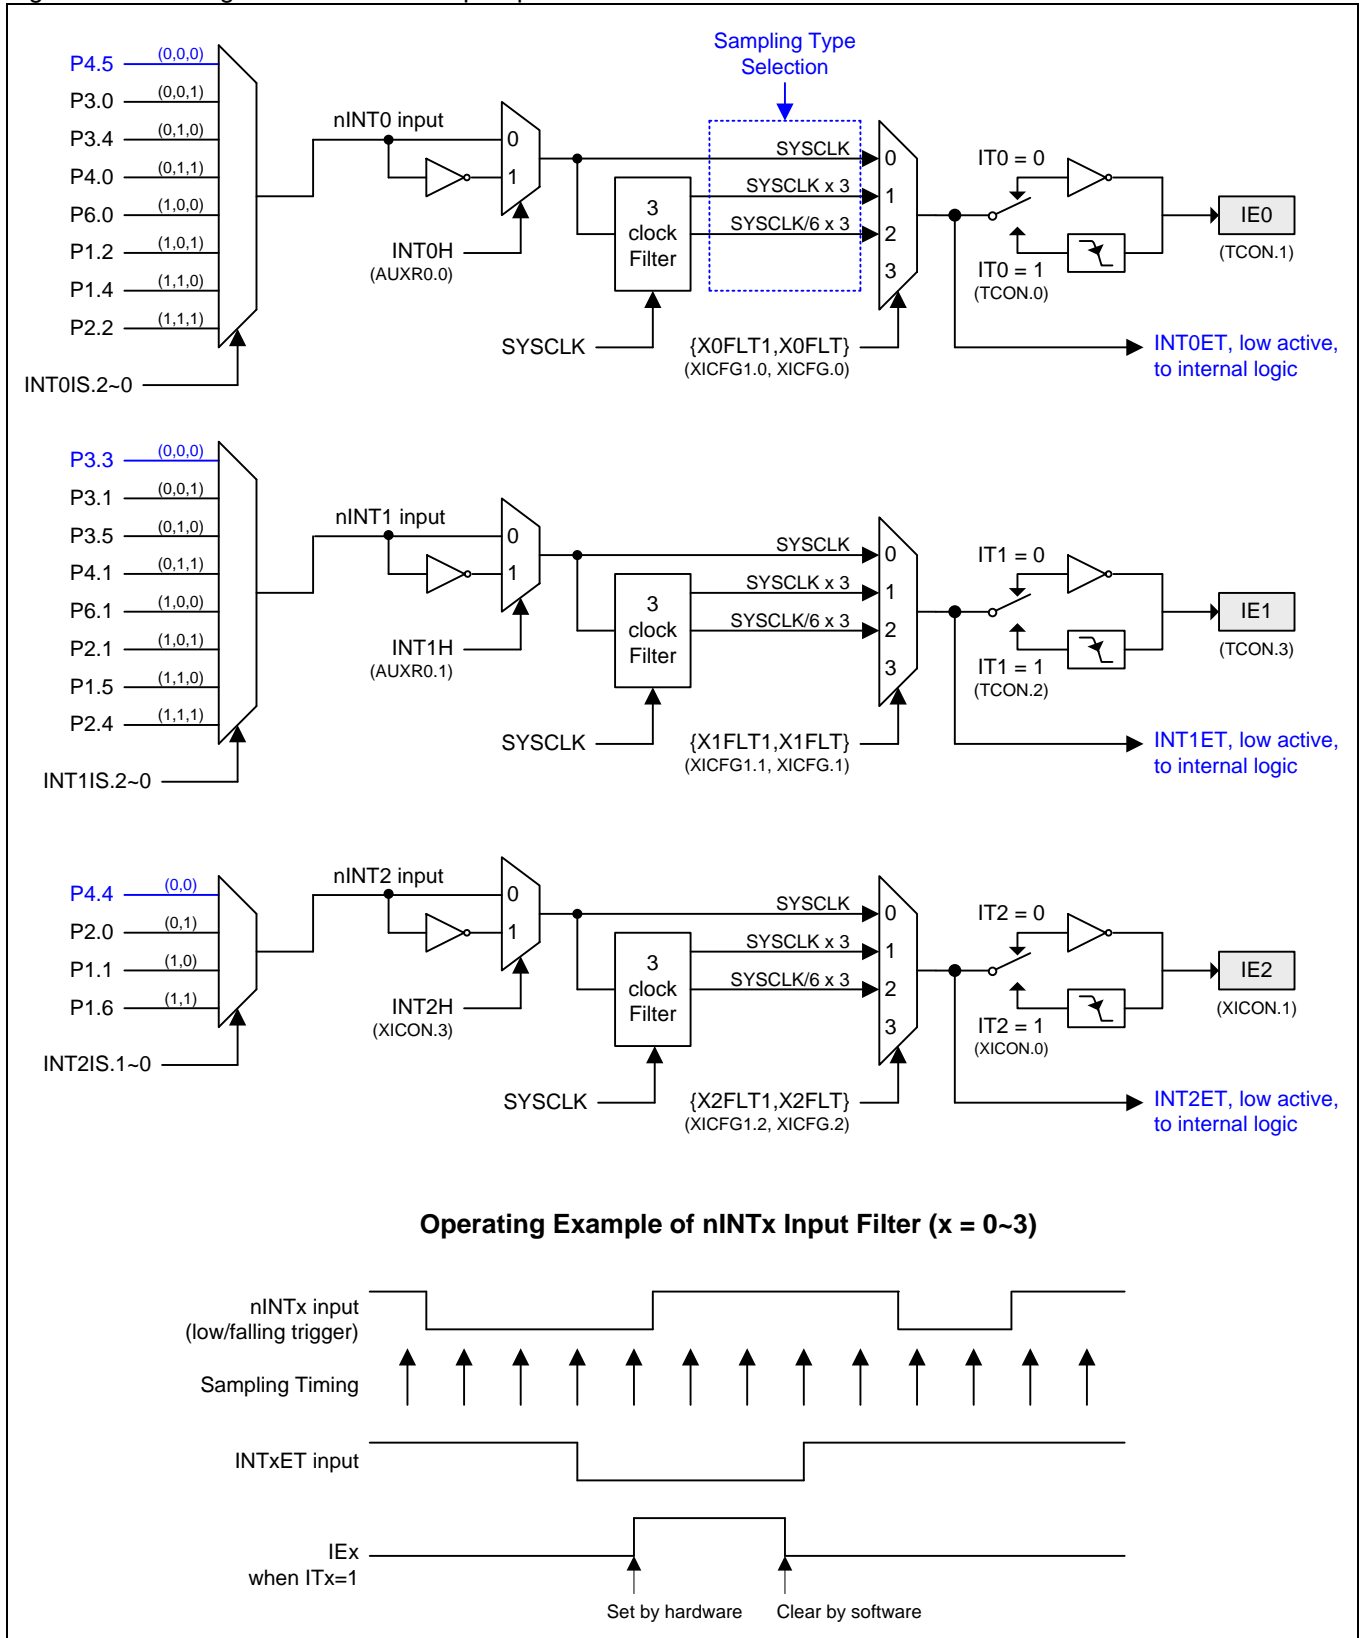 Sampling Type
Selection
P4.5 (0,0,0)
P3.0 (0,0,1)
P3.4 (0,1,0)
P4.0 (0,1,1)
P6.0 (1,0,0)
P1.2 (1,0,1)
P1.4 (1,1,0)
P2.2 (1,1,1)
INT0IS.2~0
nINT0 input
0
1
INT0H
(AUXR0.0)
3
clock
Filter
SYSCLK
SYSCLK
SYSCLK x 3
SYSCLK/6 x 3
0
1
2
3
{X0FLT1,X0FLT}
(XICFG1.0, XICFG.0)
IT0 = 0
IT0 = 1
(TCON.0)
IE0
(TCON.1)
INT0ET, low active,
to internal logic
P3.3 (0,0,0)
P3.1 (0,0,1)
P3.5 (0,1,0)
P4.1 (0,1,1)
P6.1 (1,0,0)
P2.1 (1,0,1)
P1.5 (1,1,0)
P2.4 (1,1,1)
INT1IS.2~0
nINT1 input
0
1
INT1H
(AUXR0.1)
3
clock
Filter
SYSCLK
SYSCLK
SYSCLK x 3
SYSCLK/6 x 3
0
1
2
3
{X1FLT1,X1FLT}
(XICFG1.1, XICFG.1)
IT1 = 0
IT1 = 1
(TCON.2)
IE1
(TCON.3)
INT1ET, low active,
to internal logic
P4.4 (0,0)
P2.0 (0,1)
P1.1 (1,0)
P1.6 (1,1)
INT2IS.1~0
nINT2 input
0
1
INT2H
(XICON.3)
3
clock
Filter
SYSCLK
SYSCLK
SYSCLK x 3
SYSCLK/6 x 3
0
1
2
3
{X2FLT1,X2FLT}
(XICFG1.2, XICFG.2)
IT2 = 0
IT2 = 1
(XICON.0)
IE2
(XICON.1)
INT2ET, low active,
to internal logic
Operating Example of nINTx Input Filter (x = 0~3)
nINTx input
(low/falling trigger)
Sampling Timing
INTxET input
IEx
when ITx=1
Set by hardware
Clear by software